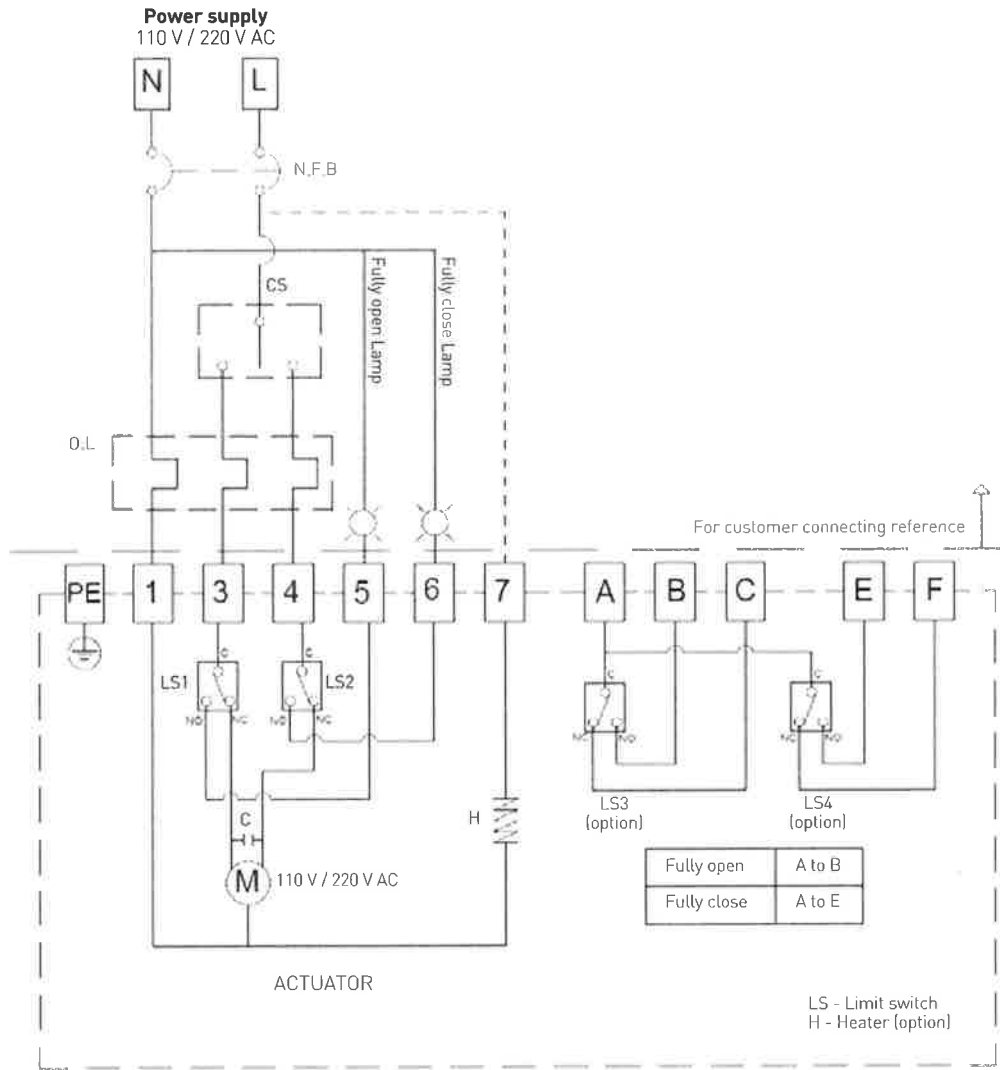 Power supply
110 V / 220 V AC
N
L
N,F,B
CS
Fully open Lamp
Fully close Lamp
O,L
For customer connecting reference
PE
1
3
4
5
6
7
A
B
C
E
F
C
C
LS1
LS2
NO
NC
NO
NC
C
C
NC
NO
NC
NO
LS3
(option)
LS4
(option)
C
H
M
110 V / 220 V AC
Fully open
A to B
Fully close
A to E
ACTUATOR
LS - Limit switch
H - Heater (option)